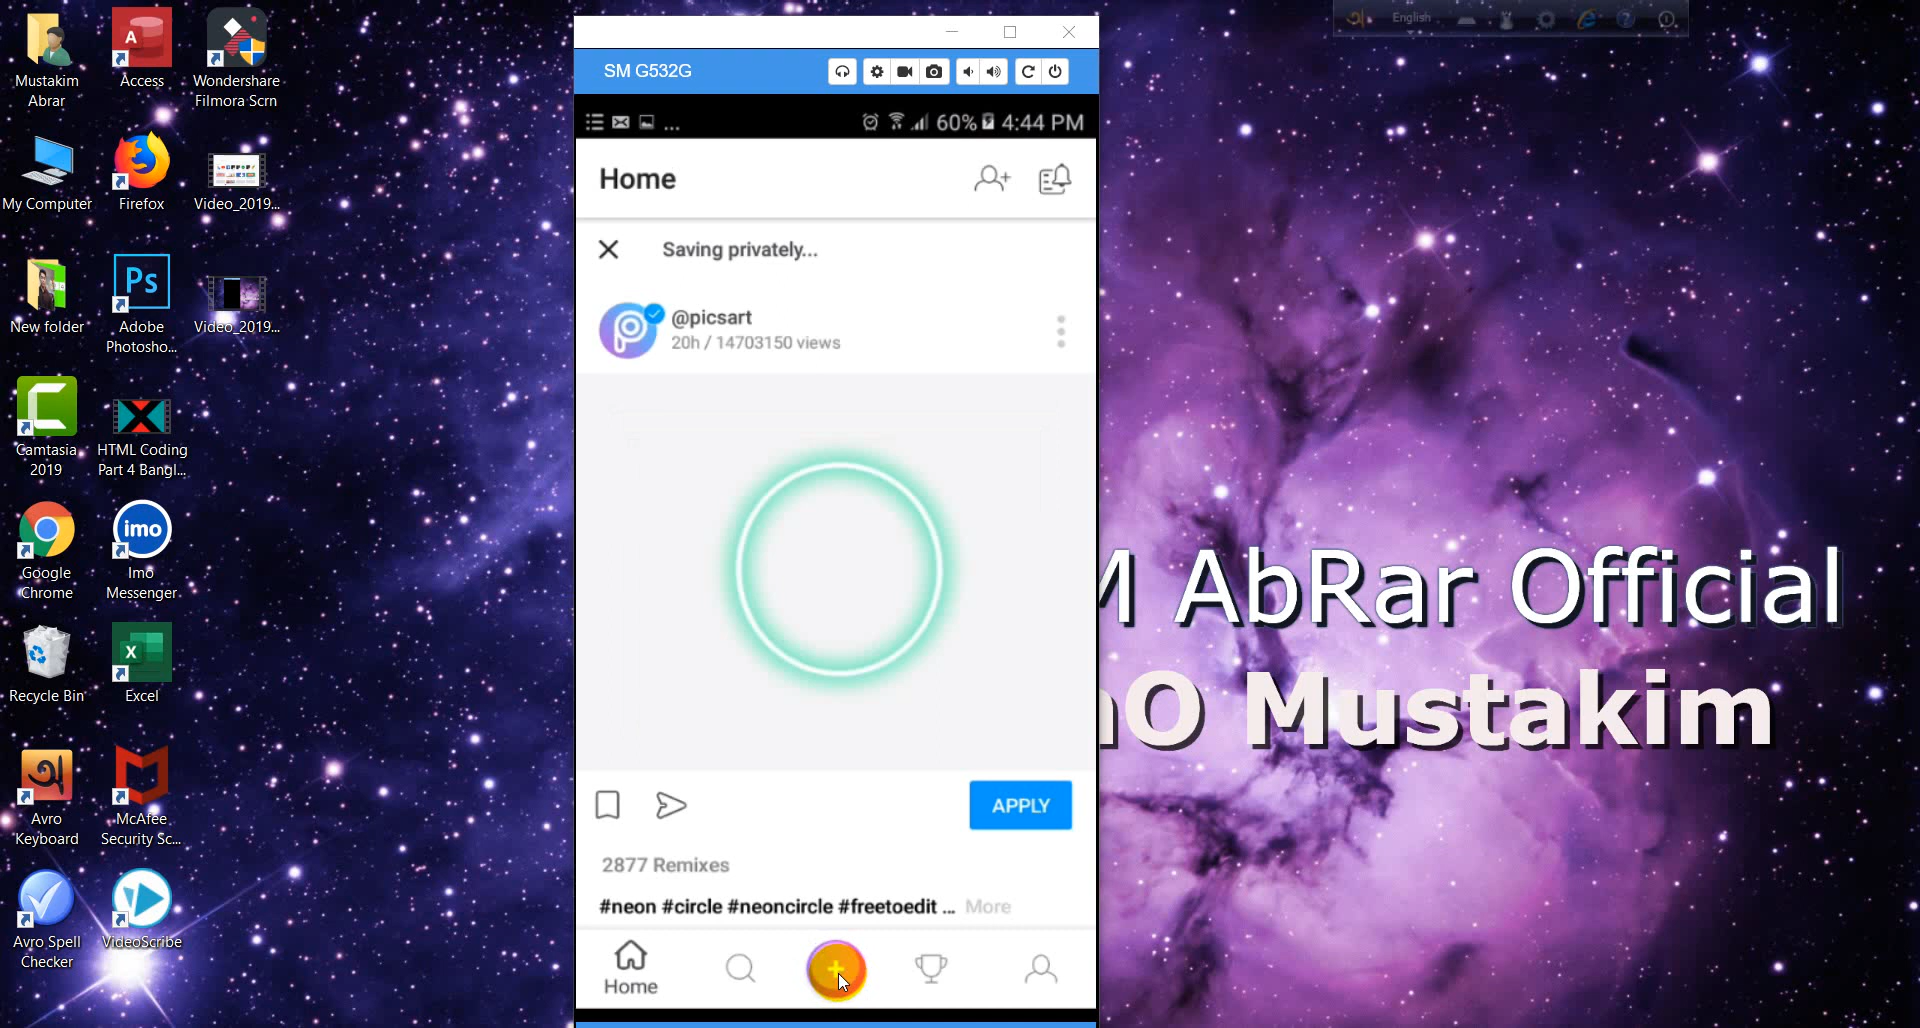 Mustakim
Abrar
Access
Wondershare
Filmora Scrn
My Computer
Firefox
Video_2019...
New folder
Ps
Adobe
Photosho...
Video_2019...
Camtasia
2019
HTML Coding
Part 4 Bangl...
Google
Chrome
imo
Imo
Messenger
Recycle Bin
Excel
Avro
Keyboard
McAfee
Security Sc...
Avro Spell
Checker
VideoScribe
SM G532G
... 60% 4:44 PM
Home
Saving privately...
@picsart
20h / 14703150 views
APPLY
2877 Remixes
#neon #circle #neoncircle #freetoedit ... More
Home
English
M AbRar Official
nO Mustakim